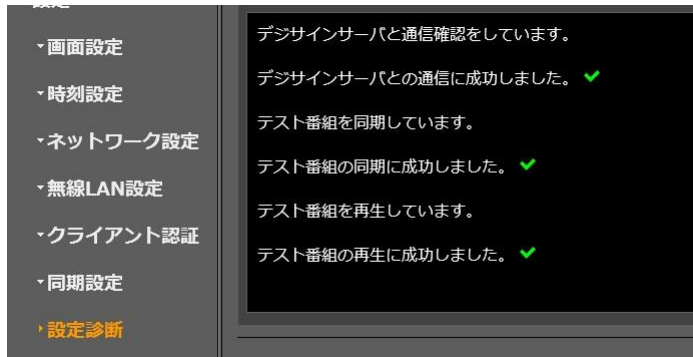 画面設定
時刻設定
ネットワーク設定
無線LAN設定
クライアント認証
同期設定
設定診断
デジサインサーバと通信確認をしています。
デジサインサーバとの通信に成功しました。
テスト番組を同期しています。
テスト番組の同期に成功しました。
テスト番組を再生しています。
テスト番組の再生に成功しました。